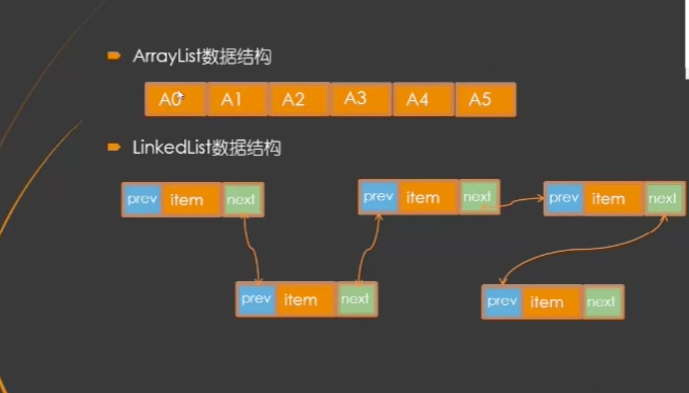 ArrayList数据结构
A0 A1 A2 A3 A4 A5
LinkedList数据结构
prev item next
prev item next
prev item next
prev item next
prev item next